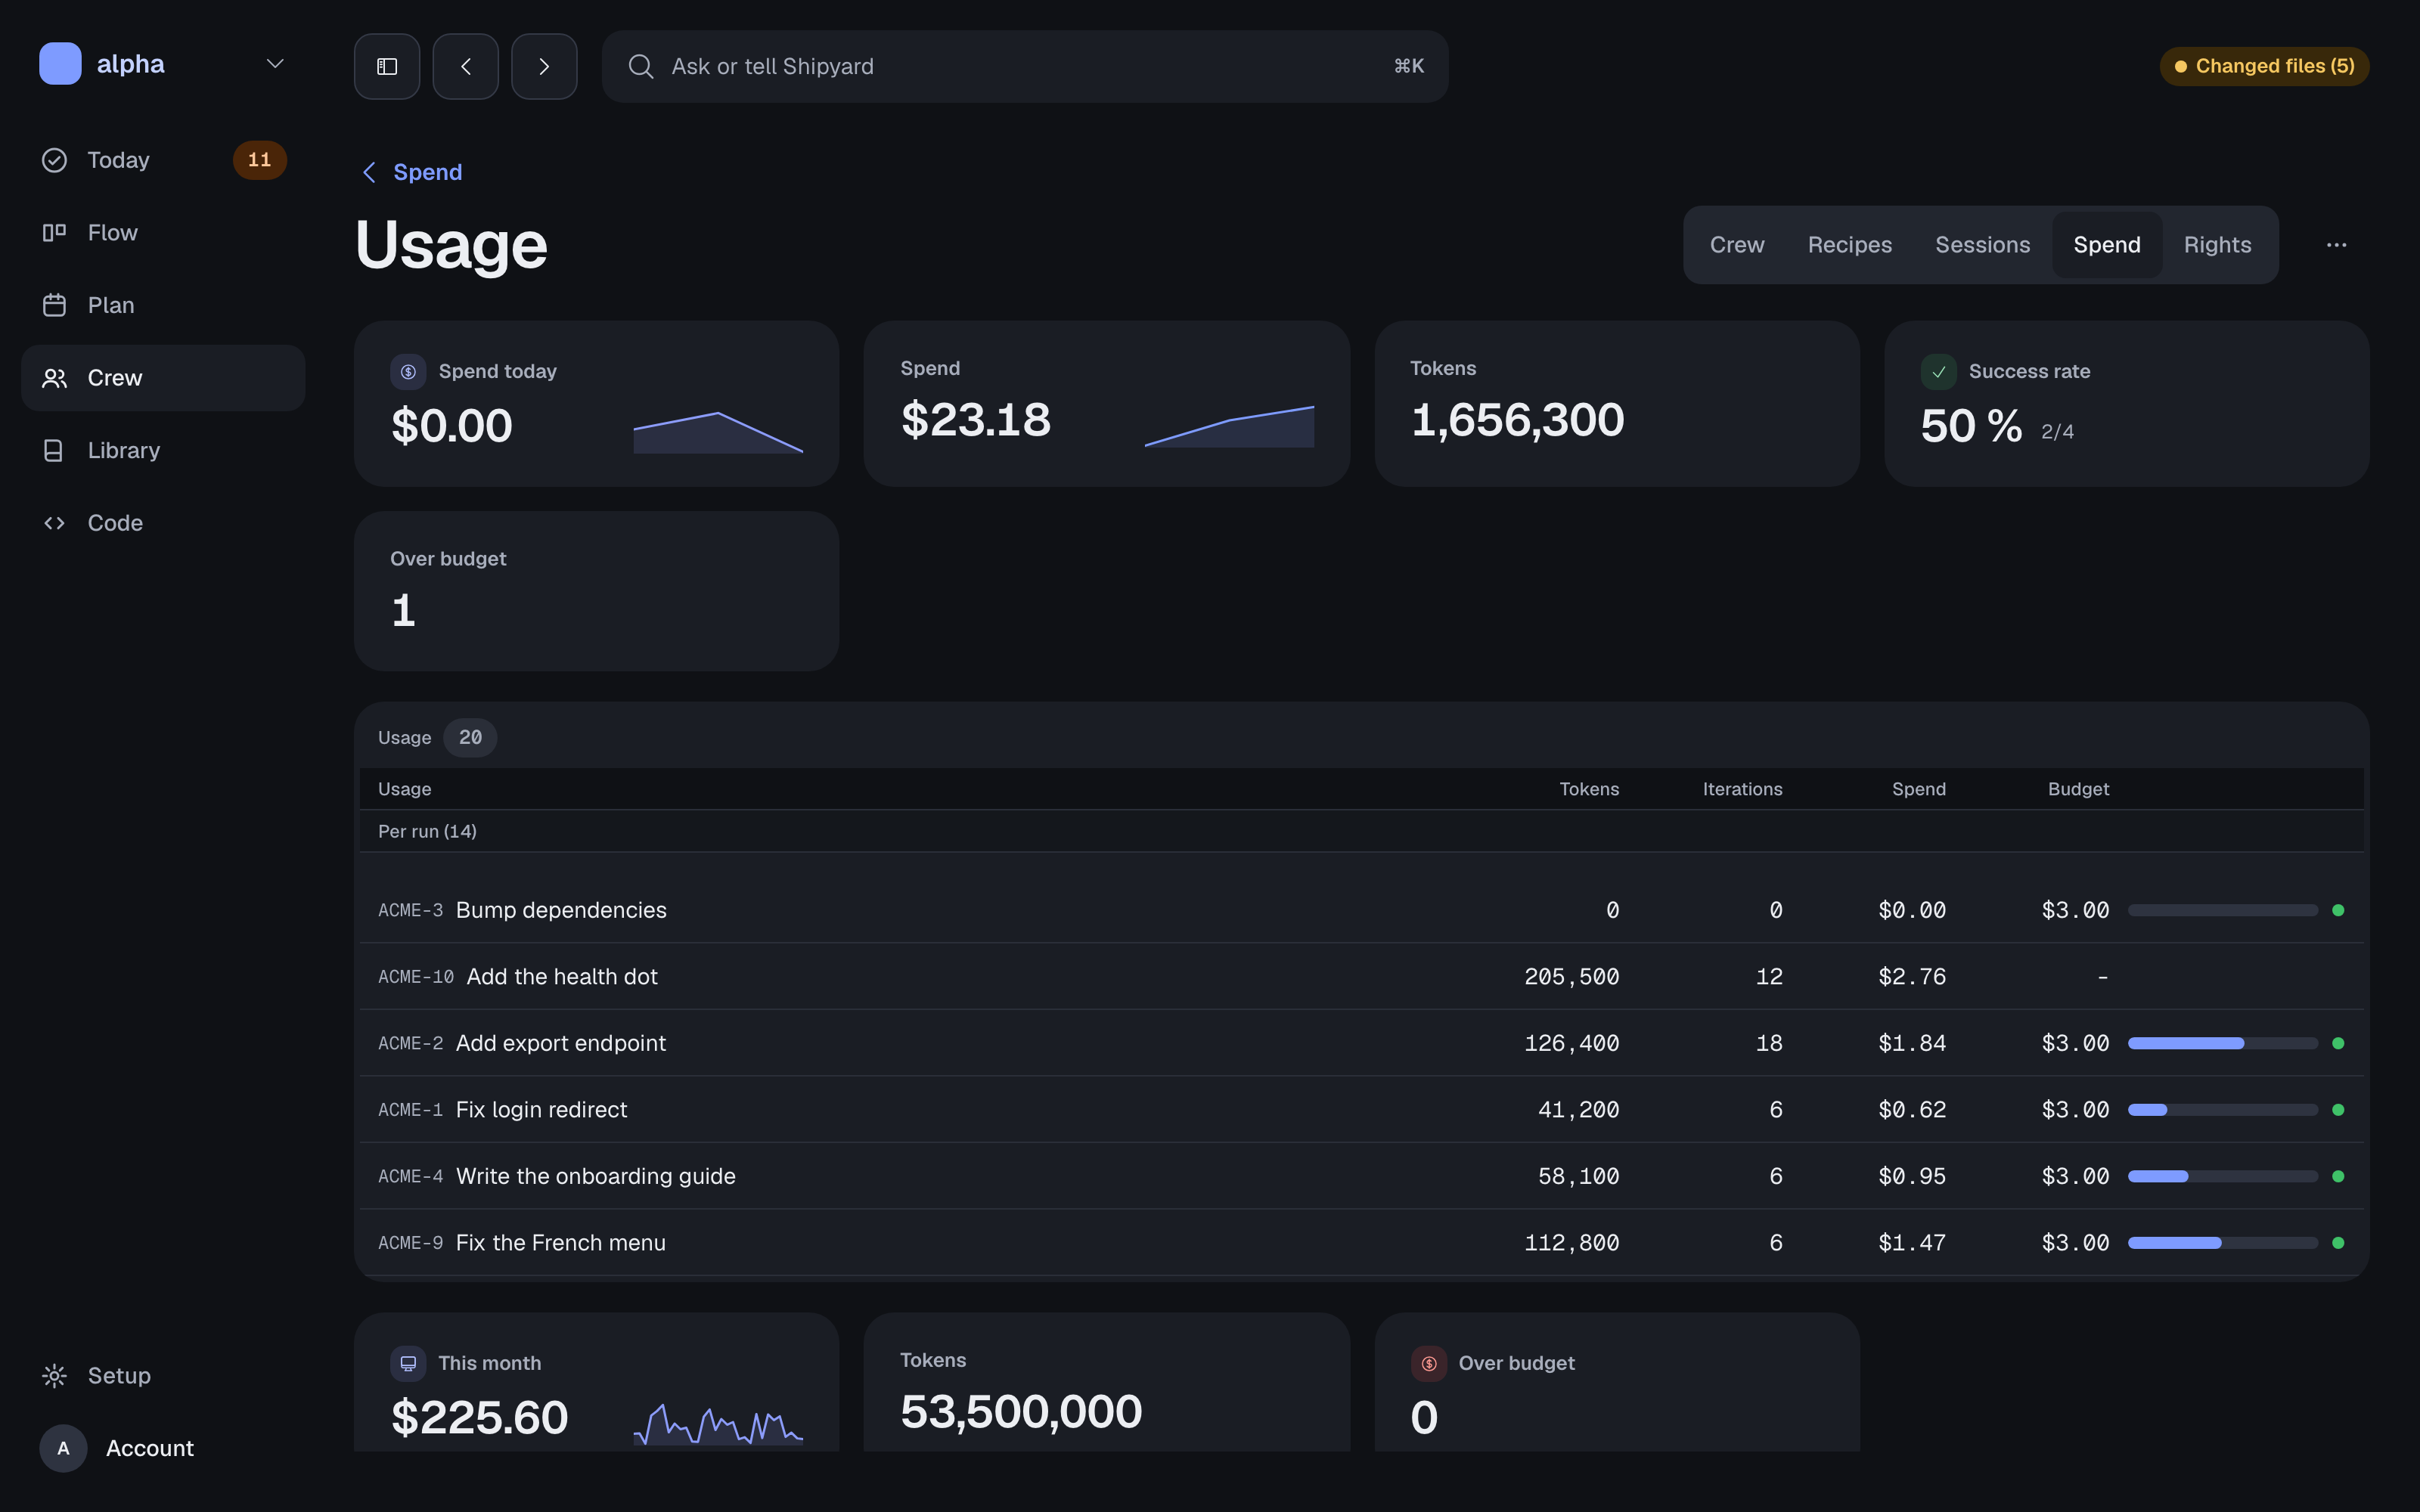 alpha
Ask or tell Shipyard ⌘K
Changed files (5)
Today 11
Flow
Plan
Crew
Library
Code
Setup
A Account
Spend
Usage
Crew Recipes Sessions Spend Rights
Spend today
$0.00
Spend
$23.18
Tokens
1,656,300
Success rate
50 % 2/4
Over budget
1
Usage 20
Usage Tokens Iterations Spend Budget
Per run (14)
ACME-3 Bump dependencies 0 0 $0.00 $3.00
ACME-10 Add the health dot 205,500 12 $2.76 -
ACME-2 Add export endpoint 126,400 18 $1.84 $3.00
ACME-1 Fix login redirect 41,200 6 $0.62 $3.00
ACME-4 Write the onboarding guide 58,100 6 $0.95 $3.00
ACME-9 Fix the French menu 112,800 6 $1.47 $3.00
This month
$225.60
Tokens
53,500,000
Over budget
0